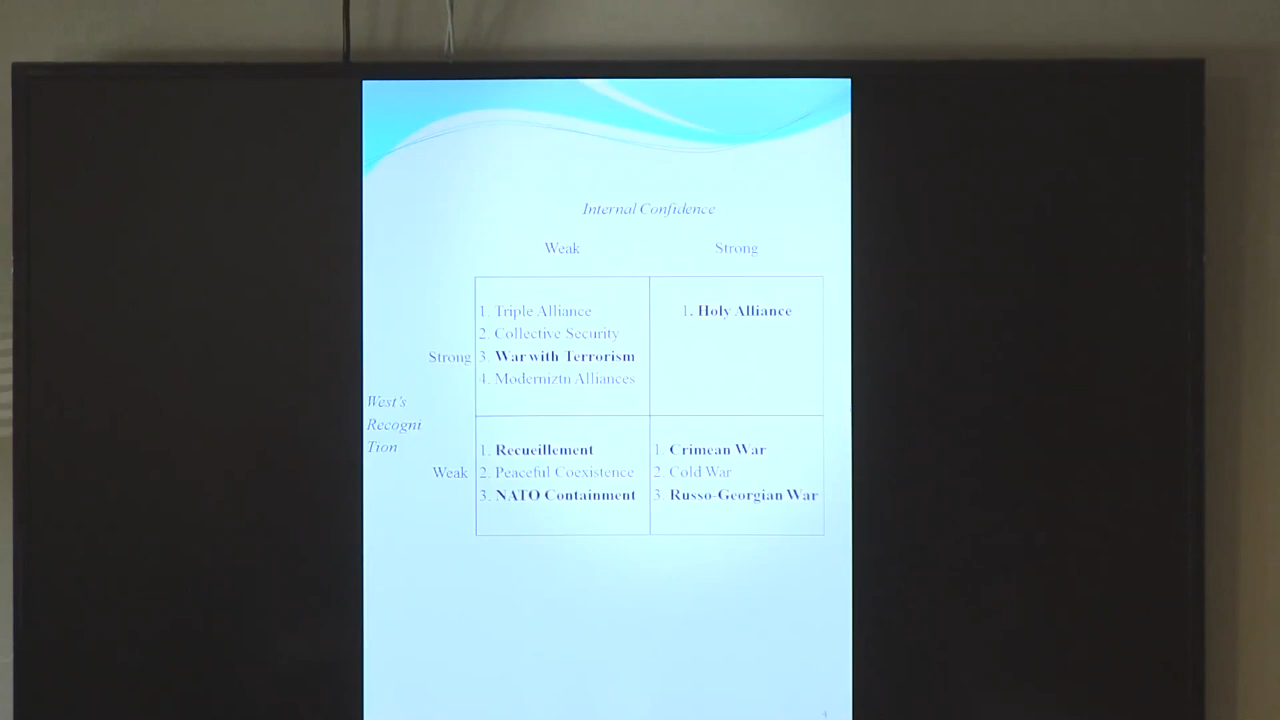 Internal Confidence
Weak Strong
1. Triple Alliance
2. Collective Security
Strong 3. War with Terrorism
4. Moderniztn Alliances
1. Holy Alliance
West's
Recogni
Tion
1. Recueillement
Weak 2. Peaceful Coexistence
3. NATO Containment
1. Crimean War
2. Cold War
3. Russo-Georgian War
4